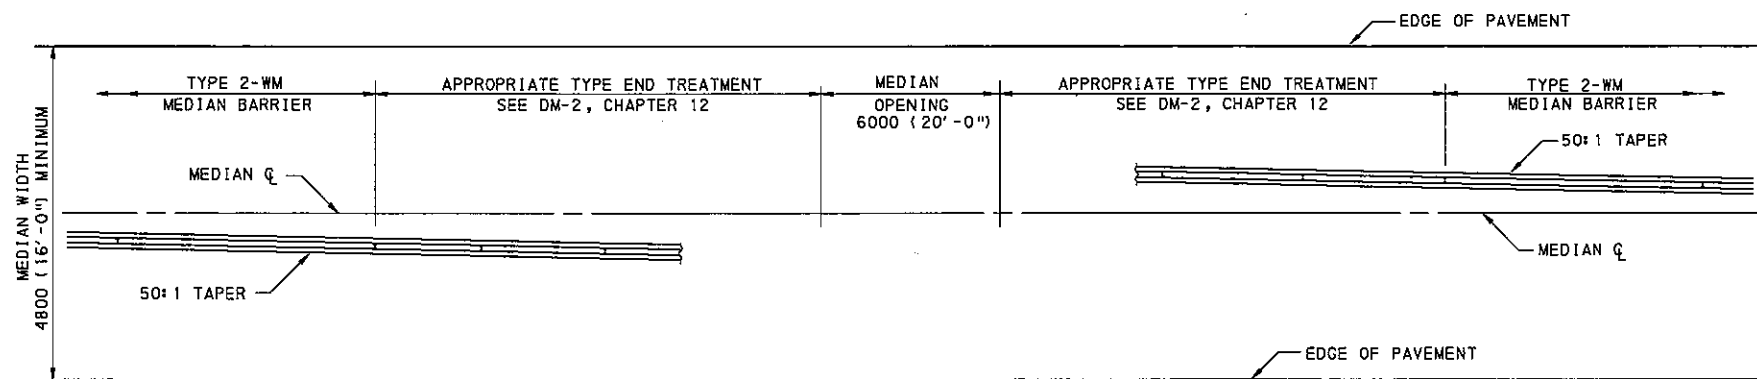 EDGE OF PAVEMENT
TYPE 2-WM
MEDIAN BARRIER
APPROPRIATE TYPE END TREATMENT
SEE DM-2, CHAPTER 12
MEDIAN
OPENING
6000 (20'-0")
APPROPRIATE TYPE END TREATMENT
SEE DM-2, CHAPTER 12
TYPE 2-WM
MEDIAN BARRIER
50:1 TAPER
MEDIAN ℄
MEDIAN WIDTH
4800 (16'-0") MINIMUM
MEDIAN ℄
50:1 TAPER
EDGE OF PAVEMENT